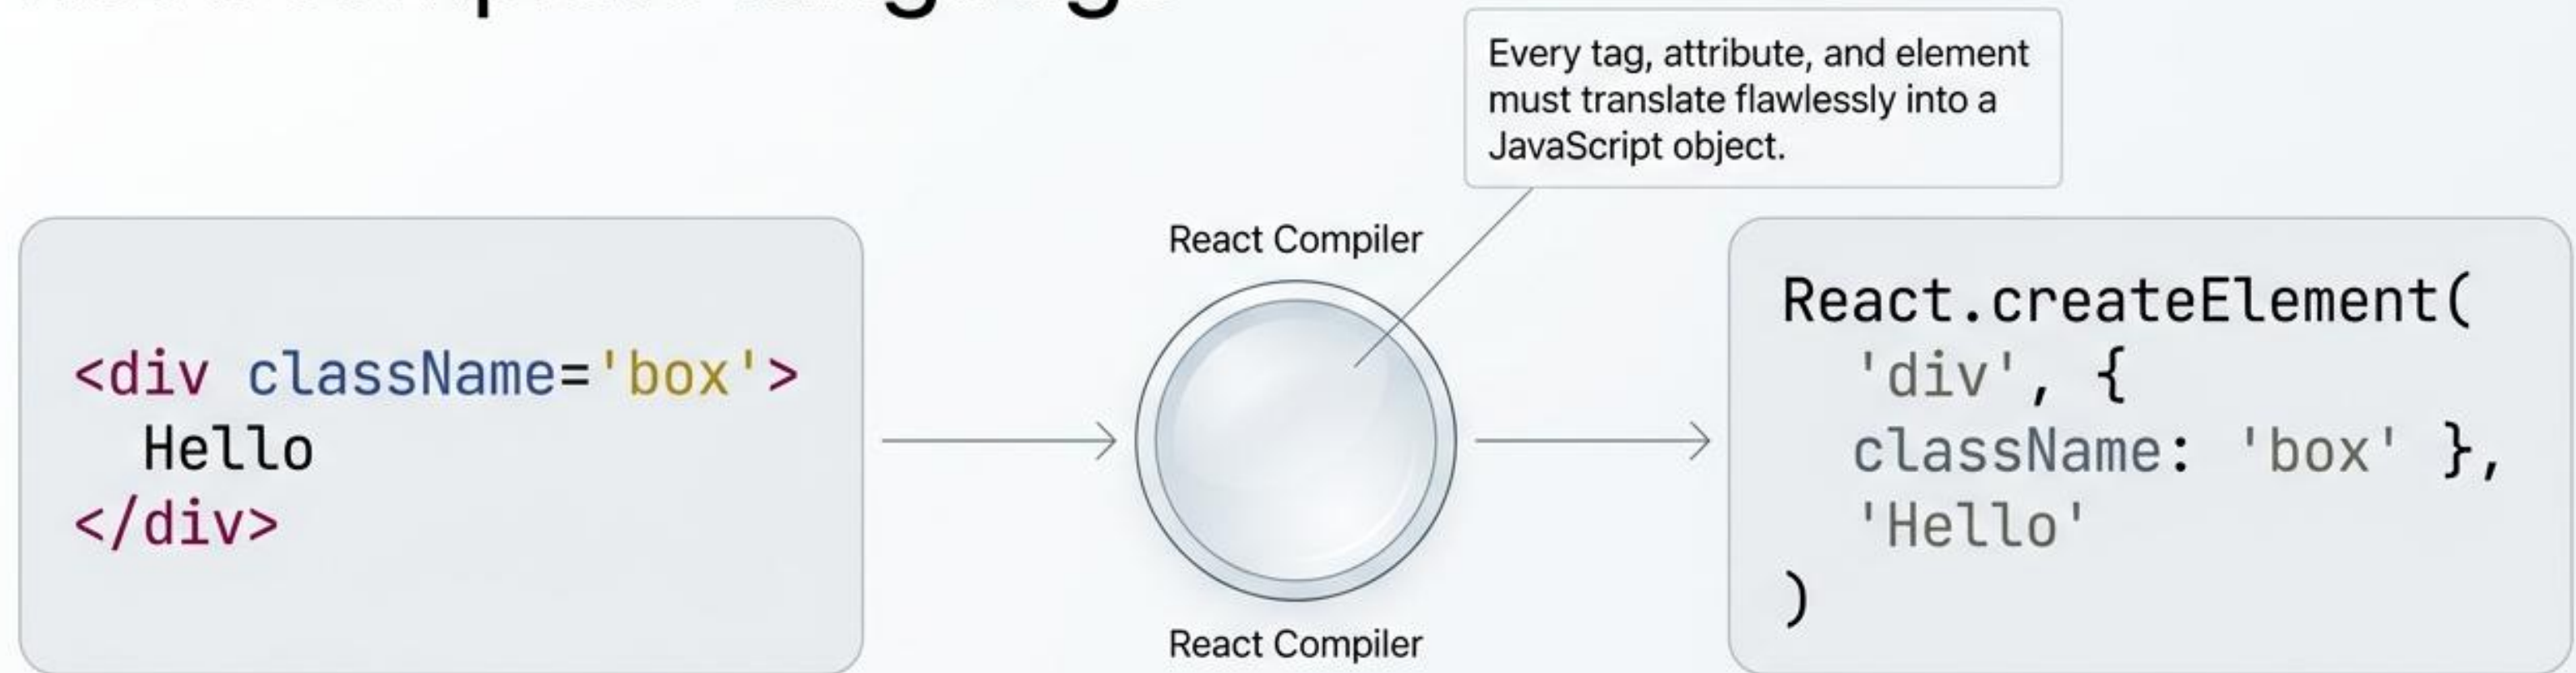 Every tag, attribute, and element
must translate flawlessly into a
JavaScript object.
React Compiler
<div className='box'>
Hello
</div>
React Compiler
React.createElement(
'div', {
className: 'box' },
'Hello'
)